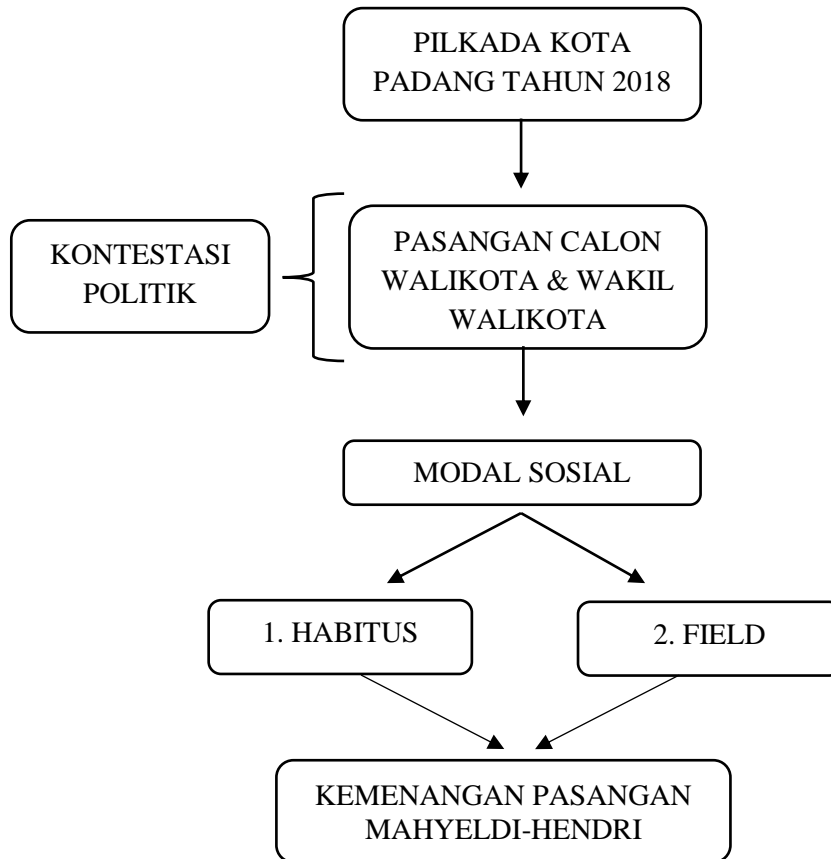 PILKADA KOTA
PADANG TAHUN 2018
KONTESTASI
POLITIK
PASANGAN CALON
WALIKOTA & WAKIL
WALIKOTA
MODAL SOSIAL
1. HABITUS
2. FIELD
KEMENANGAN PASANGAN
MAHYELDI-HENDRI